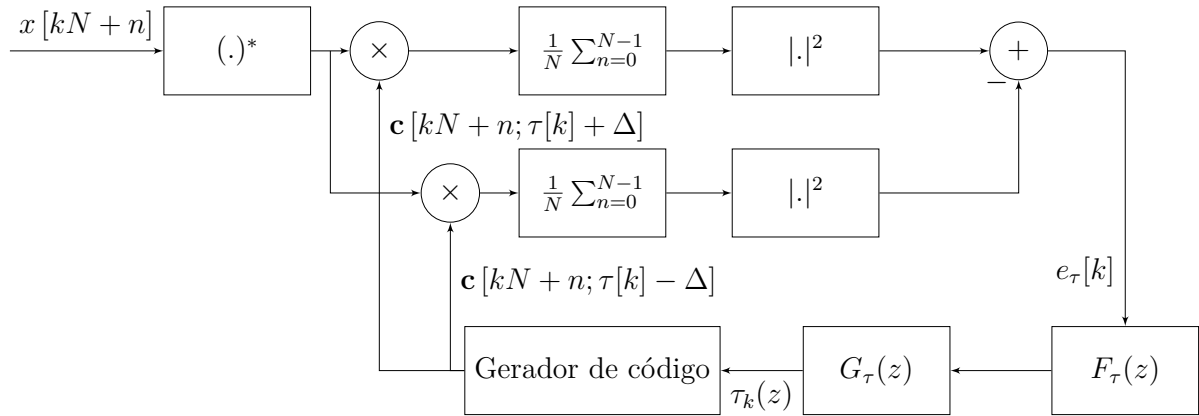 x [kN + n]
(.)*
×
1/N ∑_{n=0}^{N−1}
|.|²
+
−
c [kN + n; τ[k] + Δ]
×
1/N ∑_{n=0}^{N−1}
|.|²
c [kN + n; τ[k] − Δ]
e_τ[k]
Gerador de código
τ_k(z)
G_τ(z)
F_τ(z)